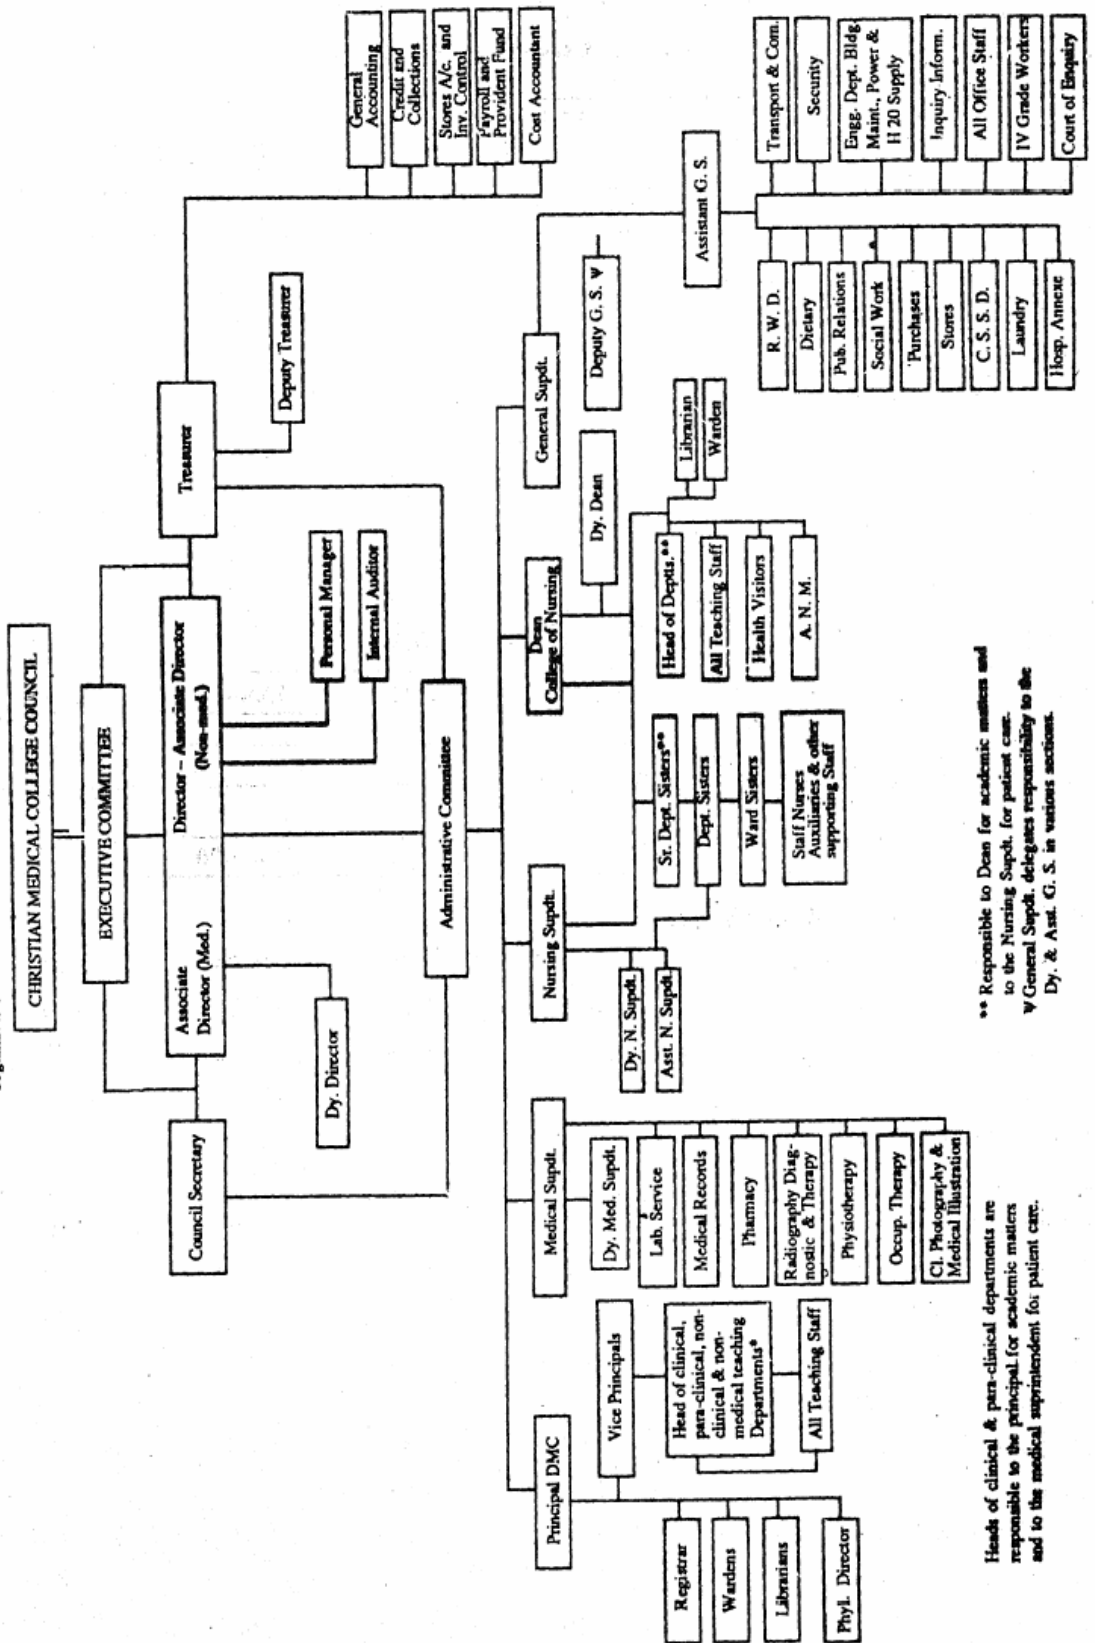 CHRISTIAN MEDICAL COLLEGE COUNCIL
EXECUTIVE COMMITTEE
Council Secretary
Associate
Director (Med.)
Director – Associate Director
(Non-med.)
Treasurer
Dy. Director
Personal Manager
Internal Auditor
Deputy Treasurer
General
Accounting
Credit and
Collections
Stores A/c. and
Inv. Control
Payroll and
Provident Fund
Cost Accountant
Administrative Committee
Principal DMC
Medical Supdt.
Nursing Supdt.
Dean
College of Nursing
General Supdt.
Vice Principals
Head of clinical,
para-clinical, non-
clinical & non-
medical teaching
Departments*
All Teaching Staff
Registrar
Wardens
Librarians
Phyl. Director
Dy. Med. Supdt.
Lab. Service
Medical Records
Pharmacy
Radiography Diag-
nostic & Therapy
Physiotherapy
Occup. Therapy
Cl. Photography &
Medical Illustration
Dy. N. Supdt.
Asst. N. Supdt.
Sr. Dept. Sisters**
Dept. Sisters
Ward Sisters
Staff Nurses
Auxiliaries & other
supporting Staff
Dy. Dean
Head of Deptts.**
All Teaching Staff
Health Visitors
A. N. M.
Librarian
Warden
Deputy G. S. Ψ
Assistant G. S.
R. W. D.
Dietary
Pub. Relations
Social Work
Purchases
Stores
C. S. S. D.
Laundry
Hosp. Annexe
Transport & Com.
Security
Engg. Dept. Bldg.
Maint., Power &
H 20 Supply
Inquiry Inform.
All Office Staff
IV Grade Workers
Court of Enquiry
Heads of clinical & para-clinical departments are
responsible to the principal for academic matters
and to the medical suprintendent for patient care.
** Responsible to Dean for academic matters and
to the Nursing Supdt. for patient care.
Ψ General Supdt. delegates responsibility to the
Dy. & Asst. G. S. in various sections.